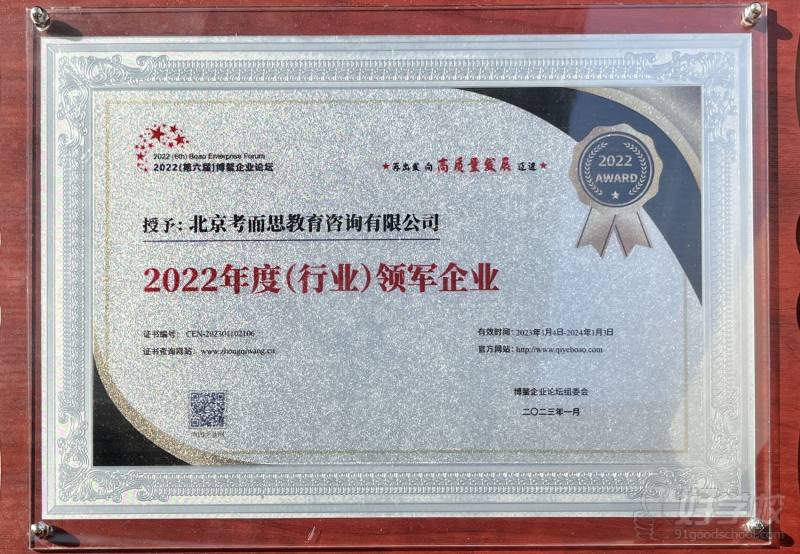 2022 (6th) Boao Enterprise Forum
2022(第六届)博鳌企业论坛
★再出发 向 高质量发展 迈进★
2022
AWARD
授予：北京考而思教育咨询有限公司
2022年度（行业）领军企业
证书编号： CEN-202301102106
有效时间：2023年1月4日-2024年1月3日
证书查询网站：www.zhongqiwang.cn
官方网站：http://www.qiyeboao.com
博鳌企业论坛组委会
二〇二三年一月
好学校
91goodschool.com